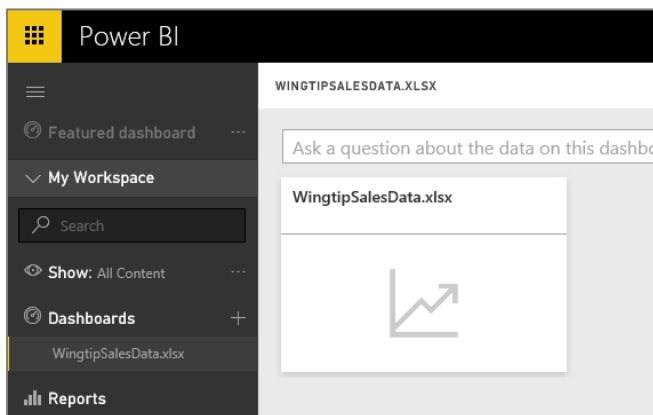 Power BI
WINGTIPSALESDATA.XLSX
Featured dashboard
Ask a question about the data on this dashbo
My Workspace
WingtipSalesData.xlsx
Search
Show: All Content
Dashboards
WingtipSalesData.xlsx
Reports